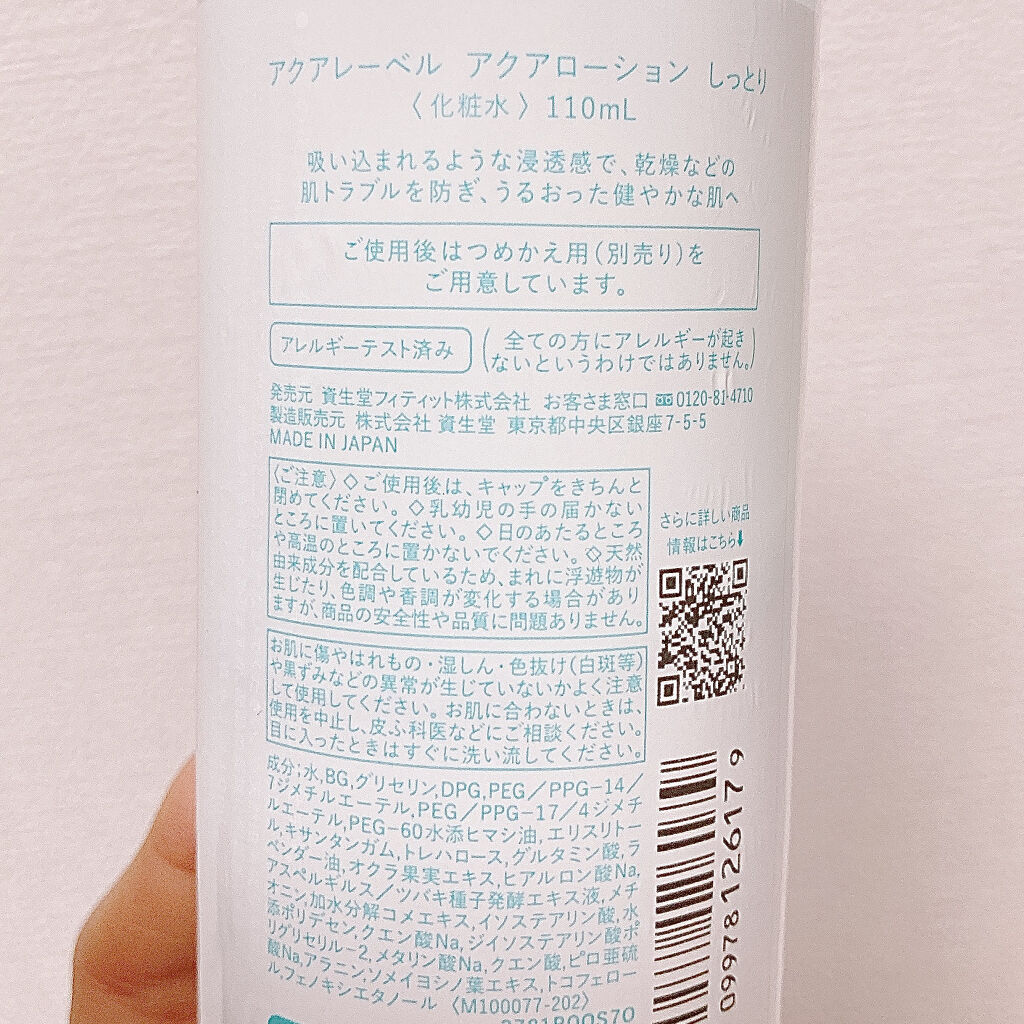 アクアレーベル アクアローション しっとり
〈化粧水〉110mL
吸い込まれるような浸透感で、乾燥などの
肌トラブルを防ぎ、うるおった健やかな肌へ
ご使用後はつめかえ用(別売り)を
ご用意しています。
アレルギーテスト済み
(全ての方にアレルギーが起き
ないというわけではありません。)
発売元 資生堂フィティット株式会社 お客さま窓口 0120-81-4710
製造販売元 株式会社 資生堂 東京都中央区銀座7-5-5
MADE IN JAPAN
〈ご注意〉◇ご使用後は、キャップをきちんと
閉めてください。◇乳幼児の手の届かない
ところに置いてください。◇日のあたるところ
や高温のところに置かないでください。◇天然
由来成分を配合しているため、まれに浮遊物が
生じたり、色調や香調が変化する場合があり
ますが、商品の安全性や品質に問題ありません。
さらに詳しい商品
情報はこちら⬇
お肌に傷やはれもの・湿しん・色抜け(白斑等)
や黒ずみなどの異常が生じていないかよく注意
して使用してください。お肌に合わないときは、
使用を中止し、皮ふ科医などにご相談ください。
目に入ったときはすぐに洗い流してください。
成分:水,BG,グリセリン,DPG,PEG/PPG-14/
7ジメチルエーテル,PEG/PPG-17/4ジメチ
ルエーテル,PEG-60水添ヒマシ油,エリスリトー
ル,キサンタンガム,トレハロース,グルタミン酸,ラ
ベンダー油,オクラ果実エキス,ヒアルロン酸Na,
アスペルギルス/ツバキ種子発酵エキス液,メチ
オニン,加水分解コメエキス,イソステアリン酸,水
添ポリデセン,クエン酸Na,ジイソステアリン酸ポ
リグリセリル-2,メタリン酸Na,クエン酸,ピロ亜硫
酸Na,アラニン,ソメイヨシノ葉エキス,トコフェロー
ル,フェノキシエタノール 〈M100077-202〉
099781261​79